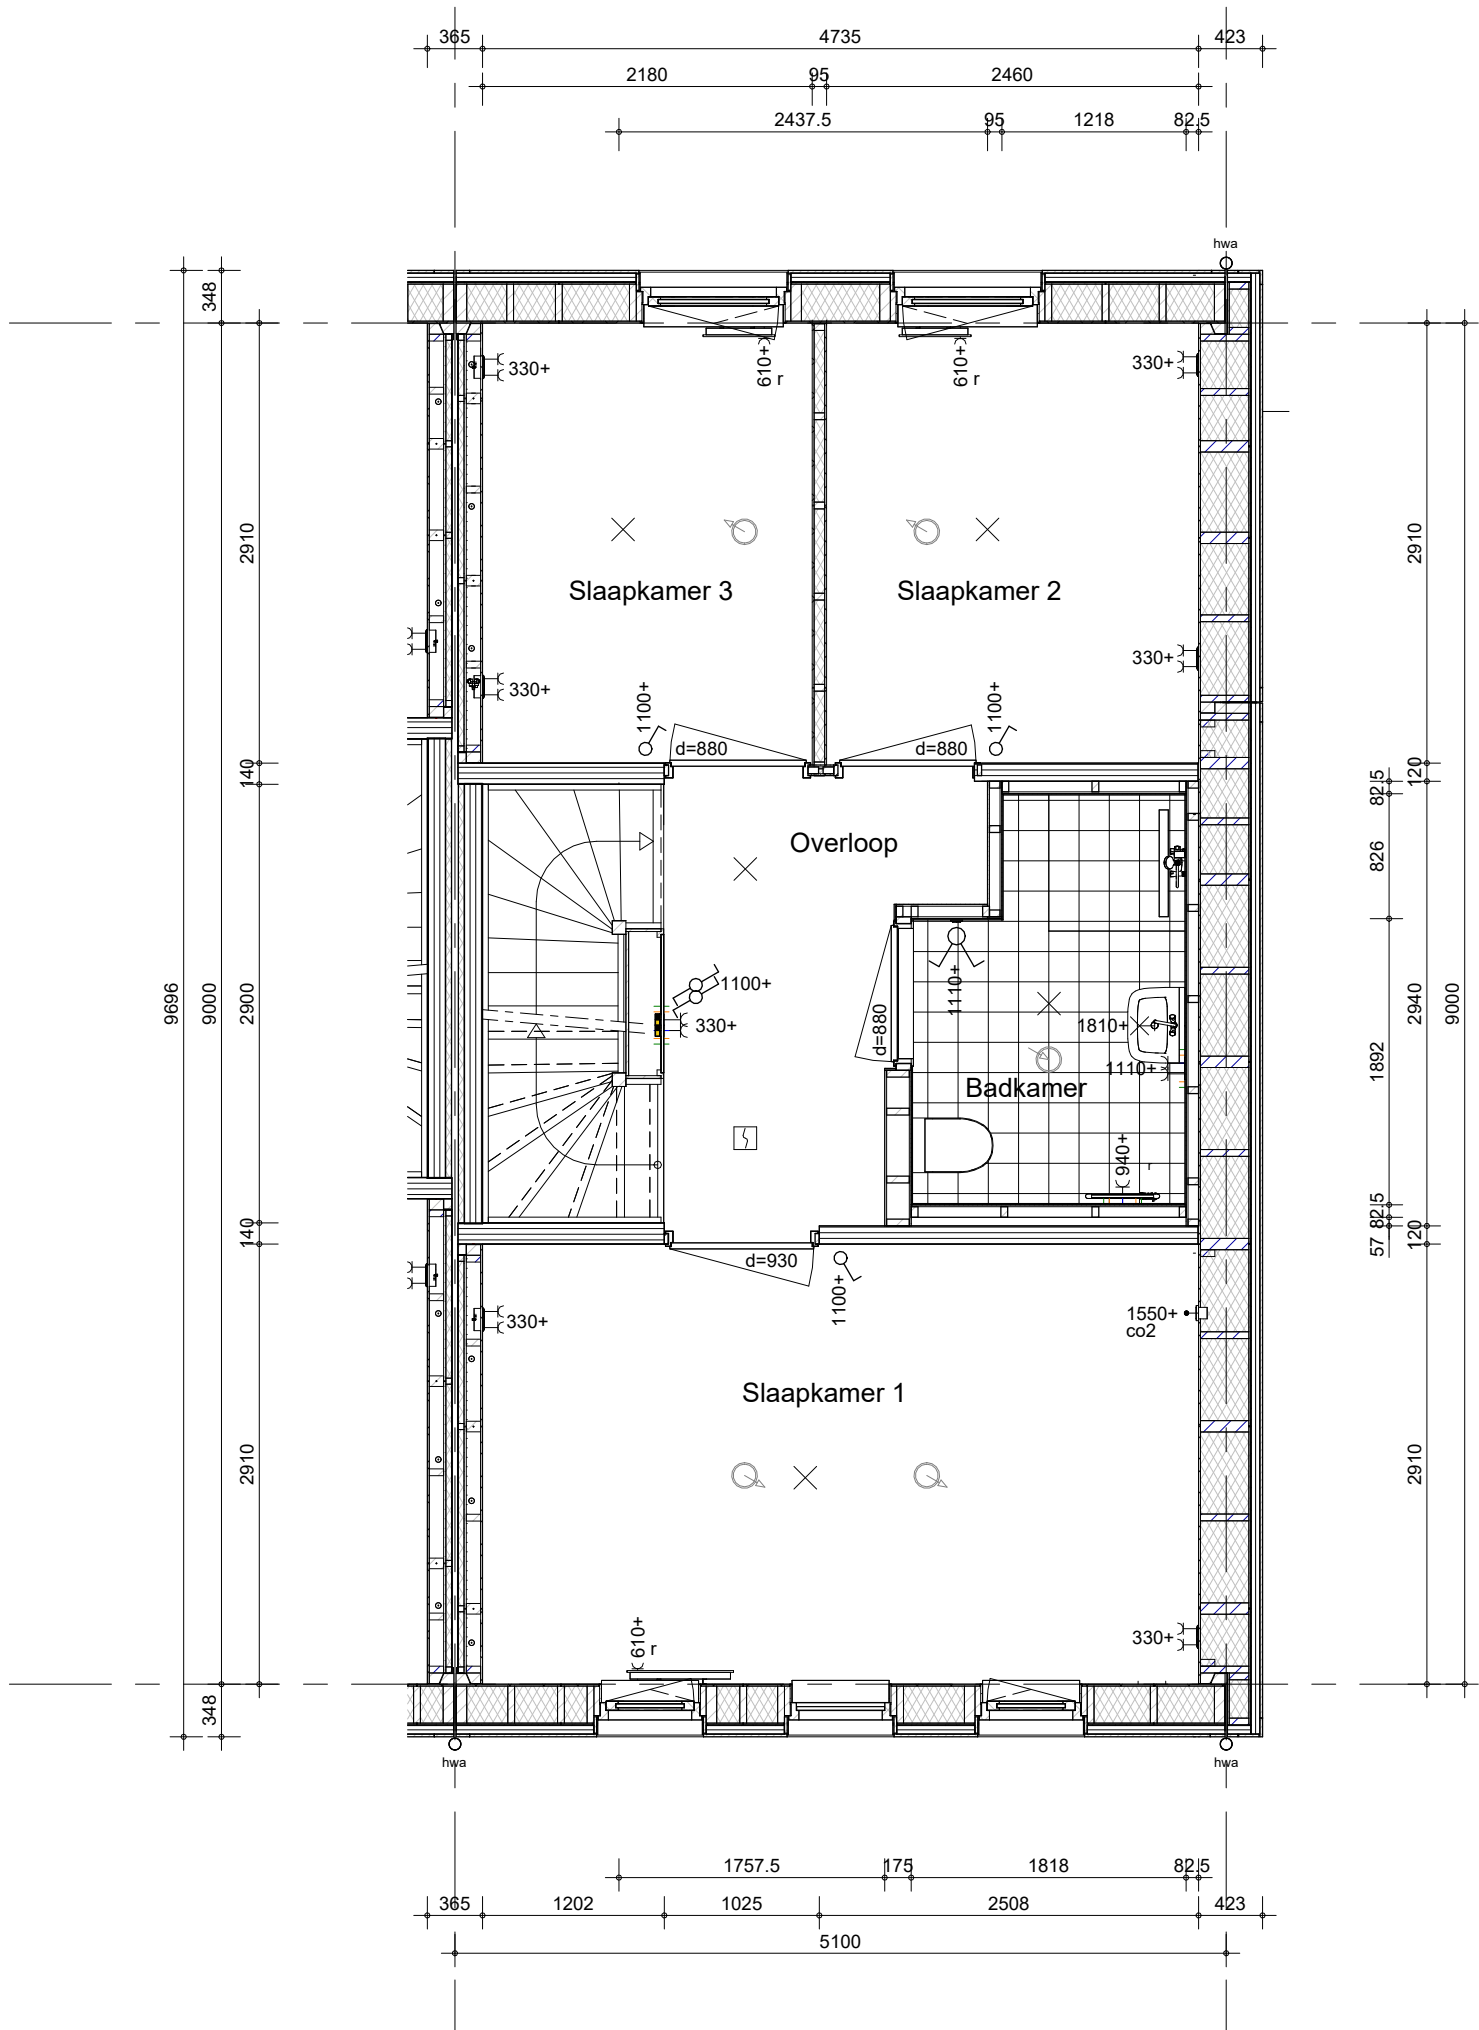 365 4735 423
2180 95 2460
2437.5 95 1218 82.5
hwa
348
330+ 610+ r 610+ r 330+
2910 2910
Slaapkamer 3 Slaapkamer 2
330+ 330+
1100+ 1100+
d=880 d=880
140 120 82.5
Overloop
826
9696 9000 2900
1100+ 1110+
330+ d=880 1810+
1110+
2940 9000
1892
Badkamer
940+
r
140 120 82.5 57
d=930
1100+
330+ 1550+
co2
Slaapkamer 1
2910 2910
610+ r 330+
348
hwa hwa
1757.5 175 1818 82.5
365 1202 1025 2508 423
5100